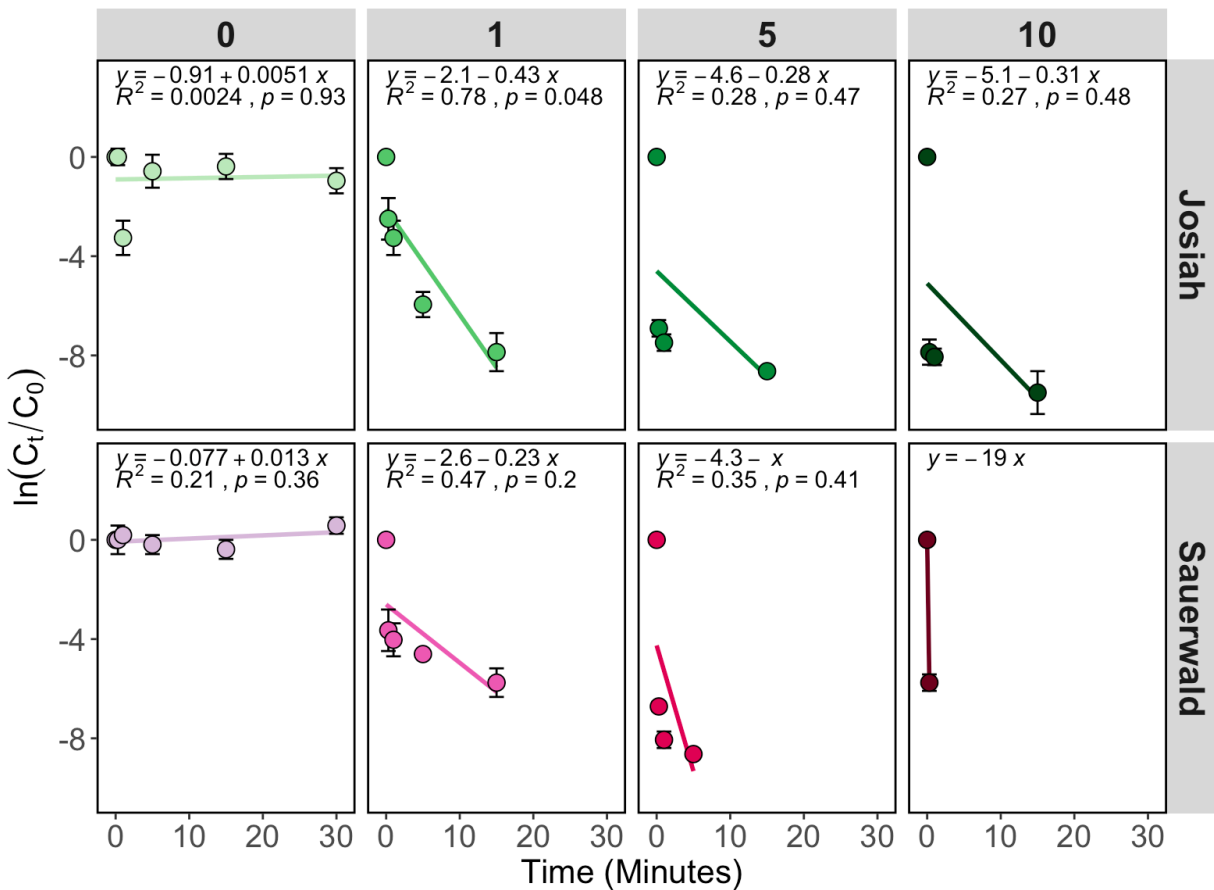 0 1 5 10
y = −0.91 + 0.0051 x
R² = 0.0024 , p = 0.93
y = −2.1 − 0.43 x
R² = 0.78 , p = 0.048
y = −4.6 − 0.28 x
R² = 0.28 , p = 0.47
y = −5.1 − 0.31 x
R² = 0.27 , p = 0.48
0
-4
-8
Josiah
ln(Cₜ/C₀)
y = −0.077 + 0.013 x
R² = 0.21 , p = 0.36
y = −2.6 − 0.23 x
R² = 0.47 , p = 0.2
y = −4.3 − x
R² = 0.35 , p = 0.41
y = −19 x
0
-4
-8
Sauerwald
0 10 20 30 0 10 20 30 0 10 20 30 0 10 20 30
Time (Minutes)